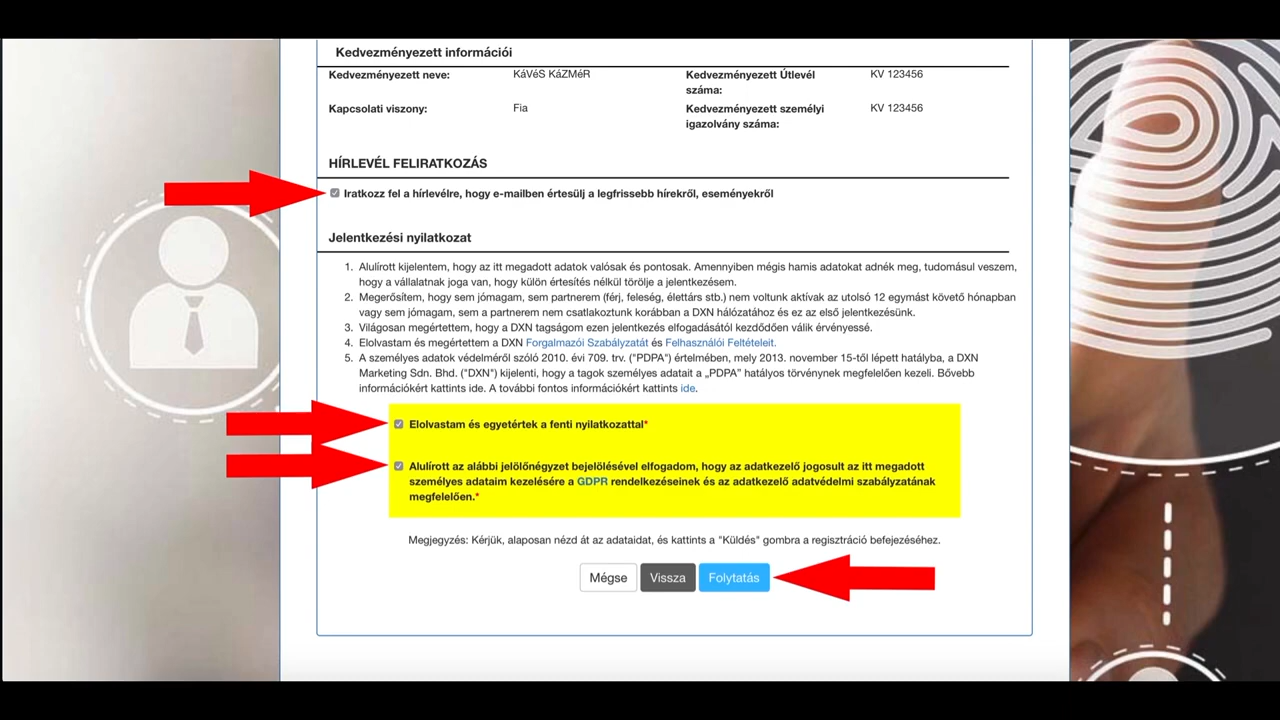 Kedvezményezett információi
Kedvezményezett neve: KáVéS KáZMéR Kedvezményezett Útlevél száma: KV 123456
Kapcsolati viszony: Fia Kedvezményezett személyi igazolvány száma: KV 123456
HÍRLEVÉL FELIRATKOZÁS
Iratkozz fel a hírlevélre, hogy e-mailben értesülj a legfrissebb hírekről, eseményekről
Jelentkezési nyilatkozat
1. Alulírott kijelentem, hogy az itt megadott adatok valósak és pontosak. Amennyiben mégis hamis adatokat adnék meg, tudomásul veszem,
hogy a vállalatnak joga van, hogy külön értesítés nélkül törölje a jelentkezésem.
2. Megerősítem, hogy sem jómagam, sem partnerem (férj, feleség, élettárs stb.) nem voltunk aktívak az utolsó 12 egymást követő hónapban
vagy sem jómagam, sem a partnerem nem csatlakoztunk korábban a DXN hálózatához és ez az első jelentkezésünk.
3. Világosan megértettem, hogy a DXN tagságom ezen jelentkezés elfogadásától kezdődően válik érvényessé.
4. Elolvastam és megértettem a DXN Forgalmazói Szabályzatát és Felhasználói Feltételeit.
5. A személyes adatok védelméről szóló 2010. évi 709. trv. ("PDPA") értelmében, mely 2013. november 15-től lépett hatályba, a DXN
Marketing Sdn. Bhd. ("DXN") kijelenti, hogy a tagok személyes adatait a „PDPA” hatályos törvénynek megfelelően kezeli. Bővebb
információkért kattints ide. A további fontos információkért kattints ide.
Elolvastam és egyetértek a fenti nyilatkozattal*
Alulírott az alábbi jelölőnégyzet bejelölésével elfogadom, hogy az adatkezelő jogosult az itt megadott
személyes adataim kezelésére a GDPR rendelkezéseinek és az adatkezelő adatvédelmi szabályzatának
megfelelően.*
Megjegyzés: Kérjük, alaposan nézd át az adataidat, és kattints a "Küldés" gombra a regisztráció befejezéséhez.
Mégse Vissza Folytatás